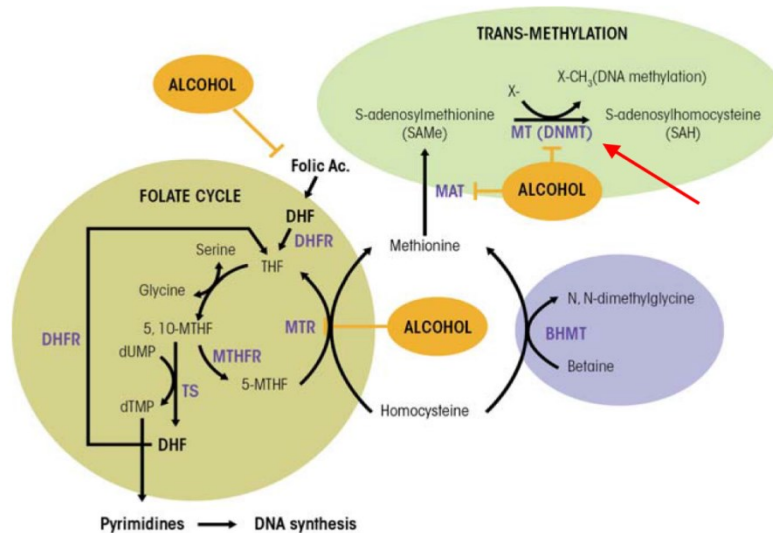 TRANS-METHYLATION
ALCOHOL
X-
X-CH3(DNA methylation)
S-adenosylmethionine
(SAMe)
S-adenosylhomocysteine
(SAH)
MT (DNMT)
Folic Ac.
MAT
ALCOHOL
FOLATE CYCLE
DHF
DHFR
Methionine
Serine
THF
Glycine
N, N-dimethylglycine
DHFR
5, 10-MTHF
MTR
ALCOHOL
BHMT
dUMP
MTHFR
Betaine
TS
5-MTHF
dTMP
Homocysteine
DHF
Pyrimidines
DNA synthesis